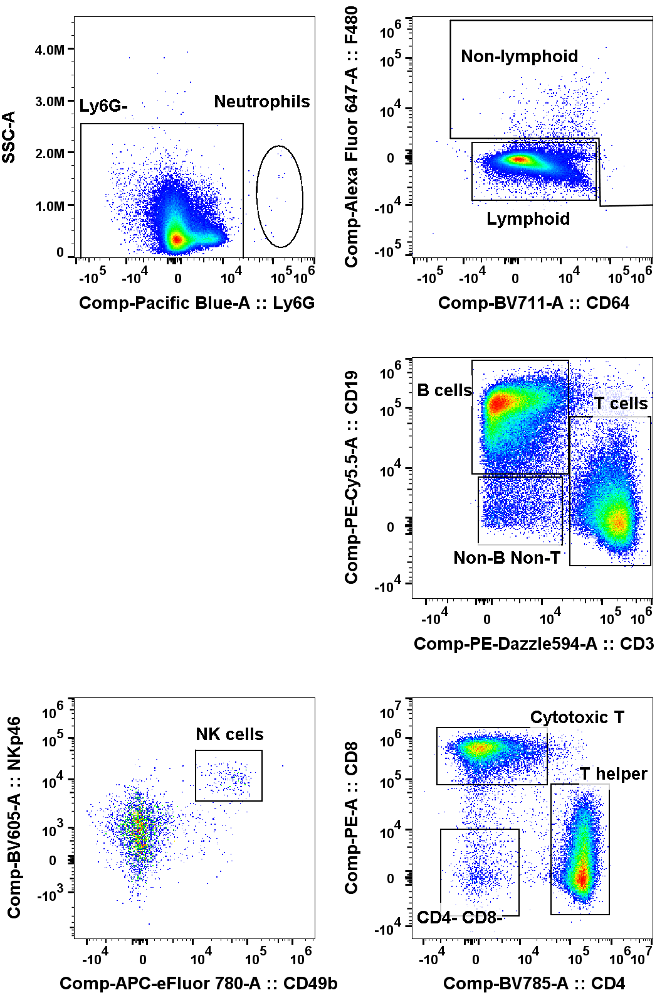 SSC-A
4.0M
3.0M
2.0M
1.0M
0
Ly6G-
Neutrophils
-10^5 -10^4 0 10^4 10^5 10^6
Comp-Pacific Blue-A :: Ly6G
Comp-Alexa Fluor 647-A :: F480
10^6
10^5
10^4
0
-10^4
-10^5
Non-lymphoid
Lymphoid
-10^5 -10^4 0 10^4 10^5 10^6
Comp-BV711-A :: CD64
Comp-PE-Cy5.5-A :: CD19
10^6
10^5
10^4
0
-10^4
B cells
T cells
Non-B Non-T
-10^4 0 10^4 10^5 10^6
Comp-PE-Dazzle594-A :: CD3
Comp-BV605-A :: NKp46
10^6
10^5
10^4
10^3
0
-10^3
NK cells
-10^4 0 10^4 10^5 10^6
Comp-APC-eFluor 780-A :: CD49b
Comp-PE-A :: CD8
10^7
10^6
10^5
10^4
0
-10^4
Cytotoxic T
T helper
CD4- CD8-
-10^4 0 10^5 10^6 10^7
Comp-BV785-A :: CD4